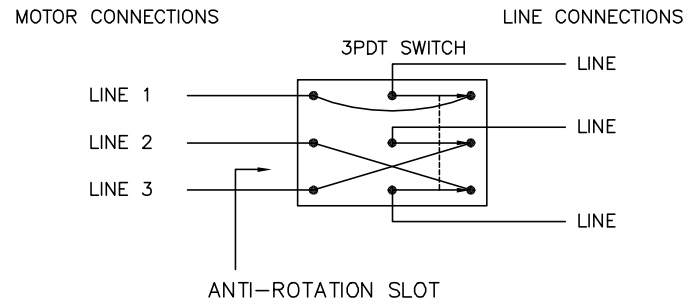 MOTOR CONNECTIONS
LINE CONNECTIONS
3PDT SWITCH
LINE
LINE 1
LINE
LINE 2
LINE 3
LINE
ANTI-ROTATION SLOT